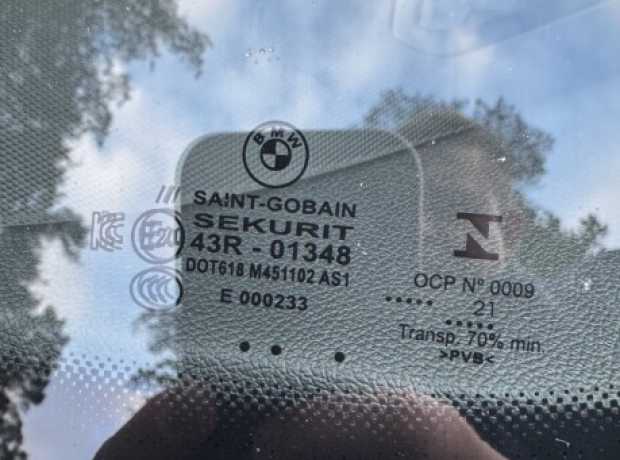 BMW
SAINT-GOBAIN
SEKURIT
43R - 01348
DOT618 M451102 AS1
E 000233
OCP Nº 0009
21
Transp. 70% min.
>PVB<